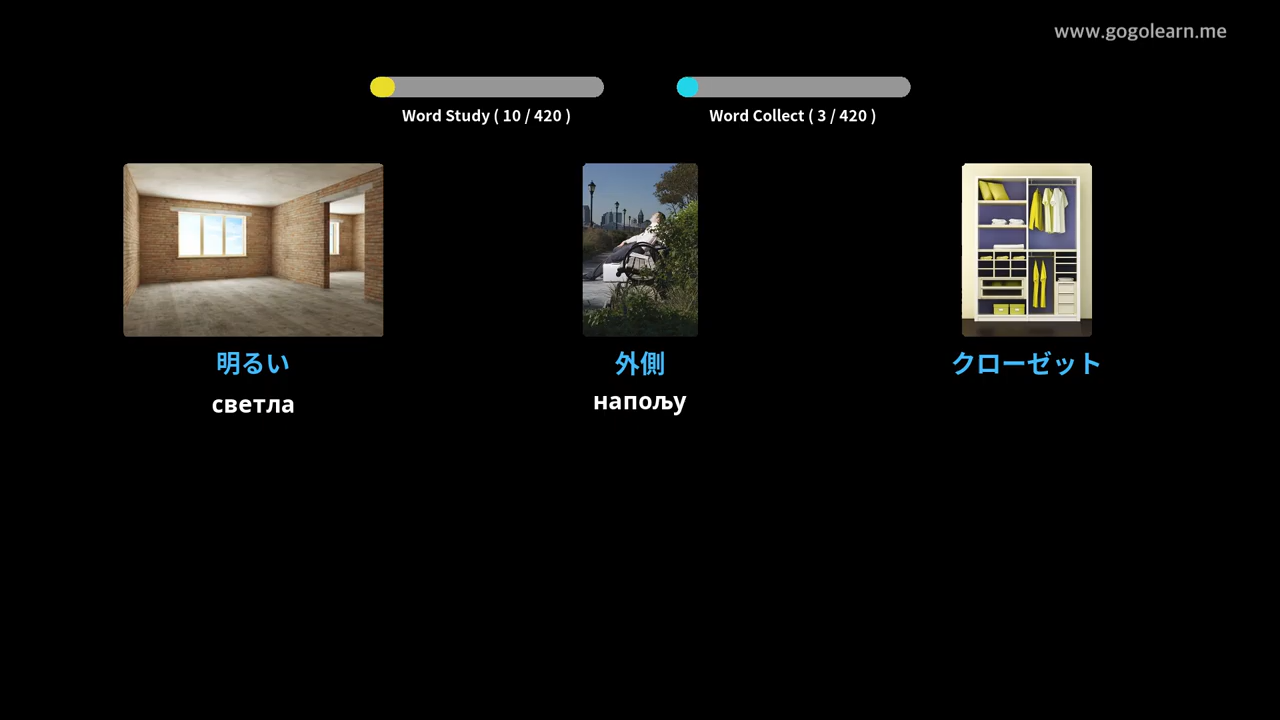 www.gogolearn.me
Word Study ( 10 / 420 )
Word Collect ( 3 / 420 )
明るい
外側
クローゼット
светла
напољу